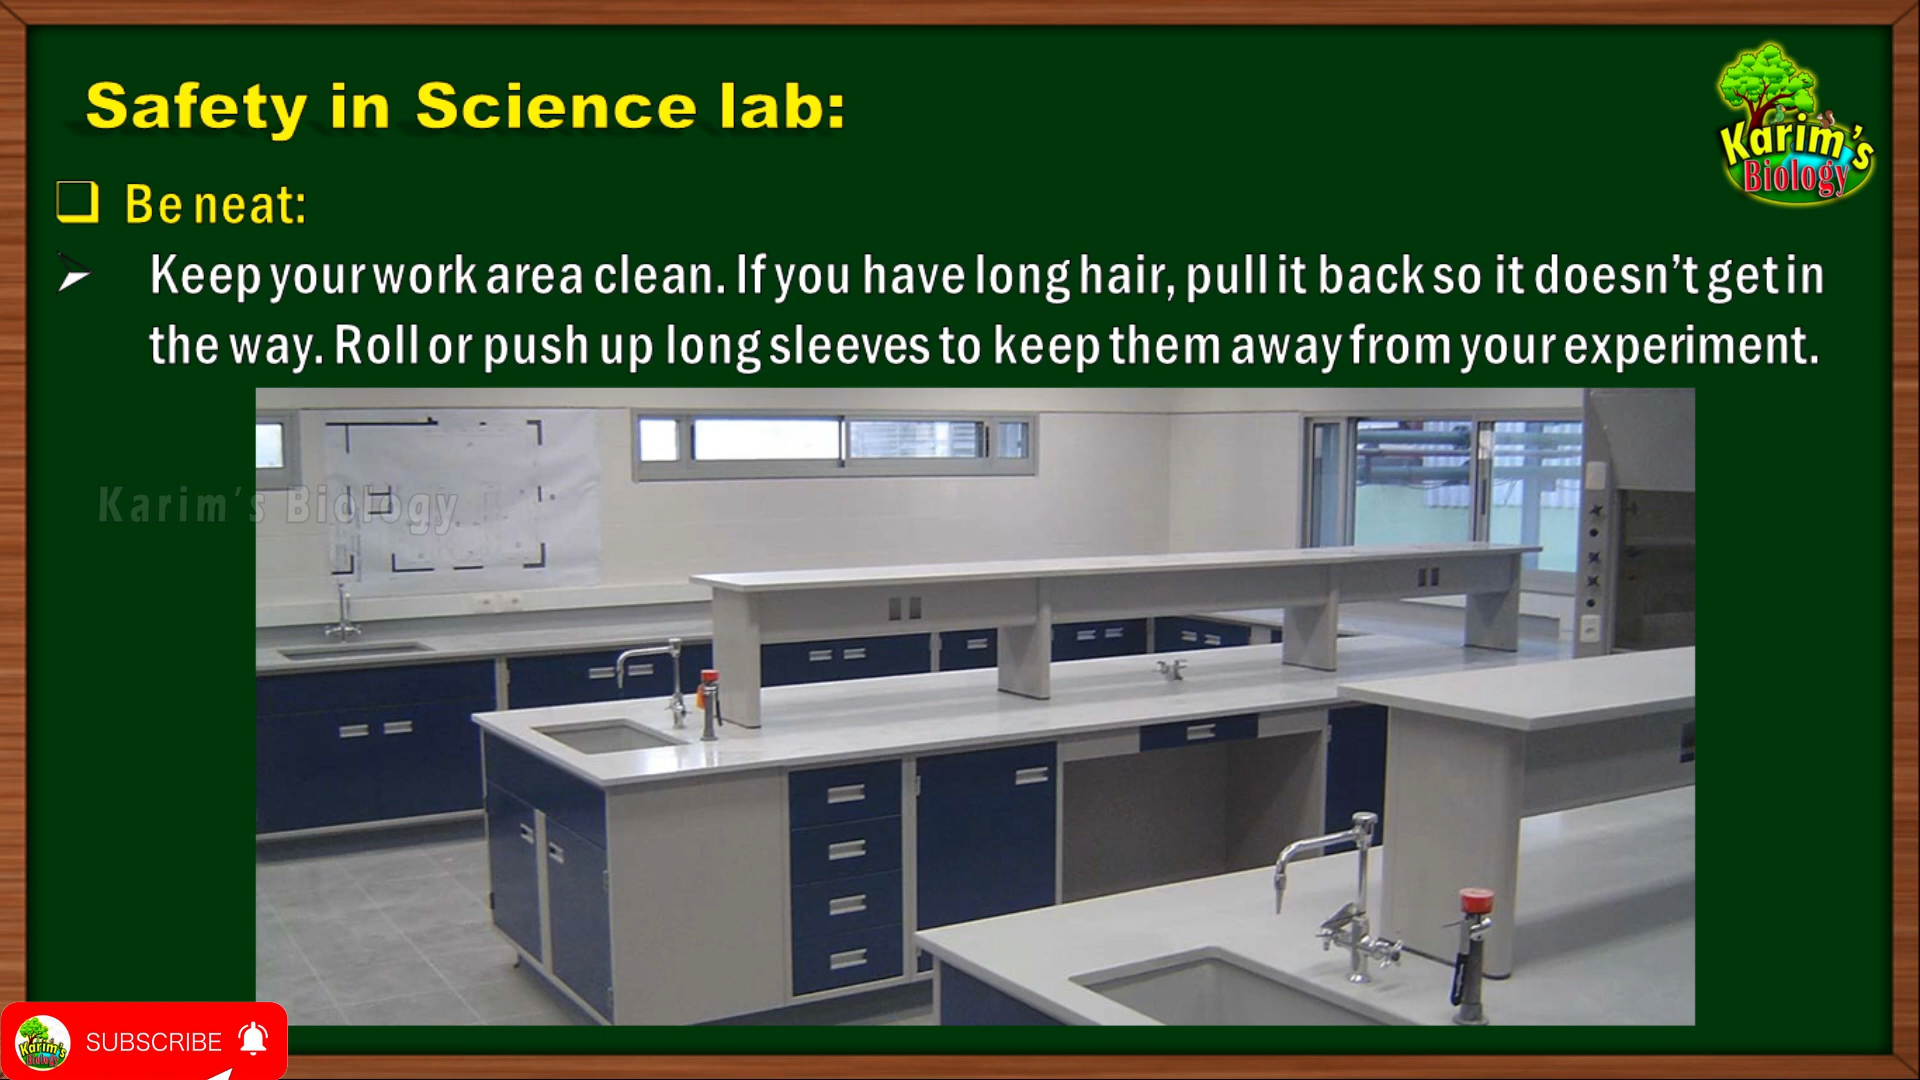 Safety in Science lab:
Karim's
Biology
Be neat:
Keep your work area clean. If you have long hair, pull it back so it doesn’t get in
the way. Roll or push up long sleeves to keep them away from your experiment.
Karim's Biology
Karim's
Biology
SUBSCRIBE